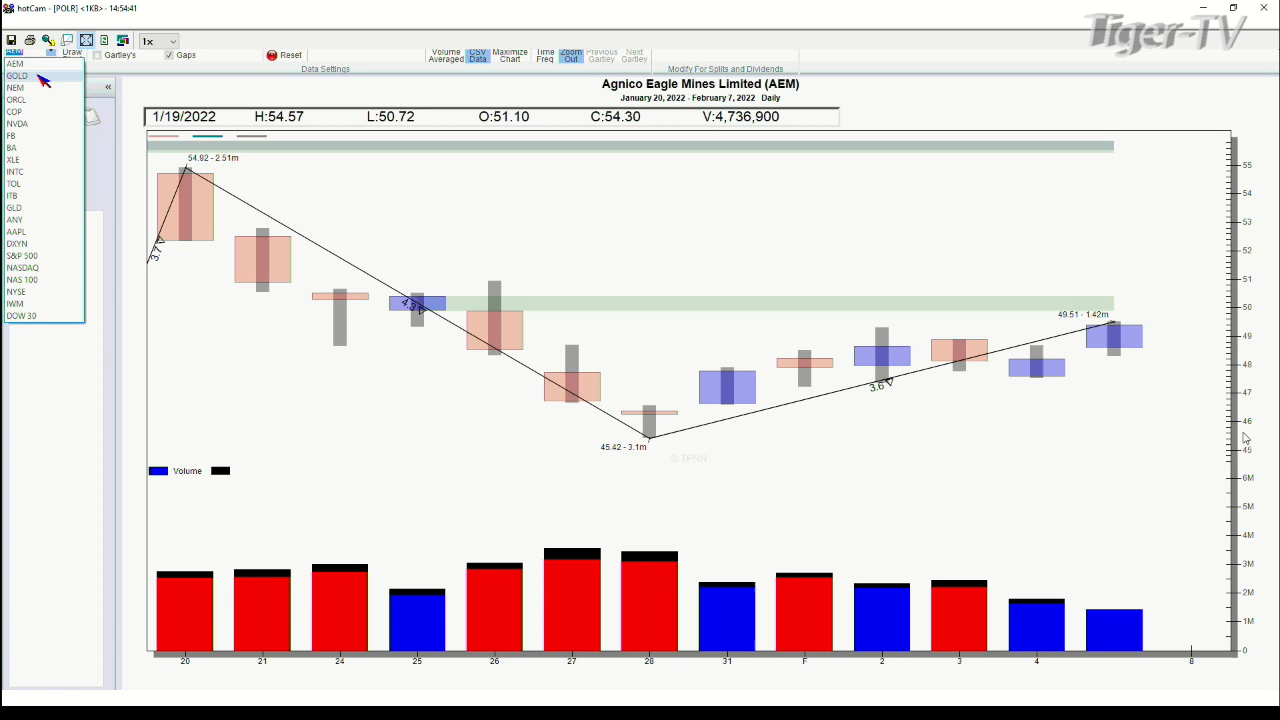 hotCam - [POLR] <1KB> - 14:54:41
Tiger-TV
1x
AEM
Draw
Gartley's
Gaps
Reset
Volume Averaged
CSV Data
Maximize Chart
Time Freq
Zoom Out
Previous Gartley
Next Gartley
Data Settings
Modify For Splits and Dividends
AEM
GOLD
NEM
ORCL
COP
NVDA
FB
BA
XLE
INTC
TOL
ITB
GLD
ANY
AAPL
DXYN
S&P 500
NASDAQ
NAS 100
NYSE
IWM
DOW 30
«
Agnico Eagle Mines Limited (AEM)
January 20, 2022 - February 7, 2022 Daily
1/19/2022 H:54.57 L:50.72 O:51.10 C:54.30 V:4,736,900
54.92 - 2.51m
3.7
4.3
49.51 - 1.42m
3.6
45.42 - 3.1m
© TFNN
Volume
55
54
53
52
51
50
49
48
47
46
45
6M
5M
4M
3M
2M
1M
0
20 21 24 25 26 27 28 31 F 2 3 4 8